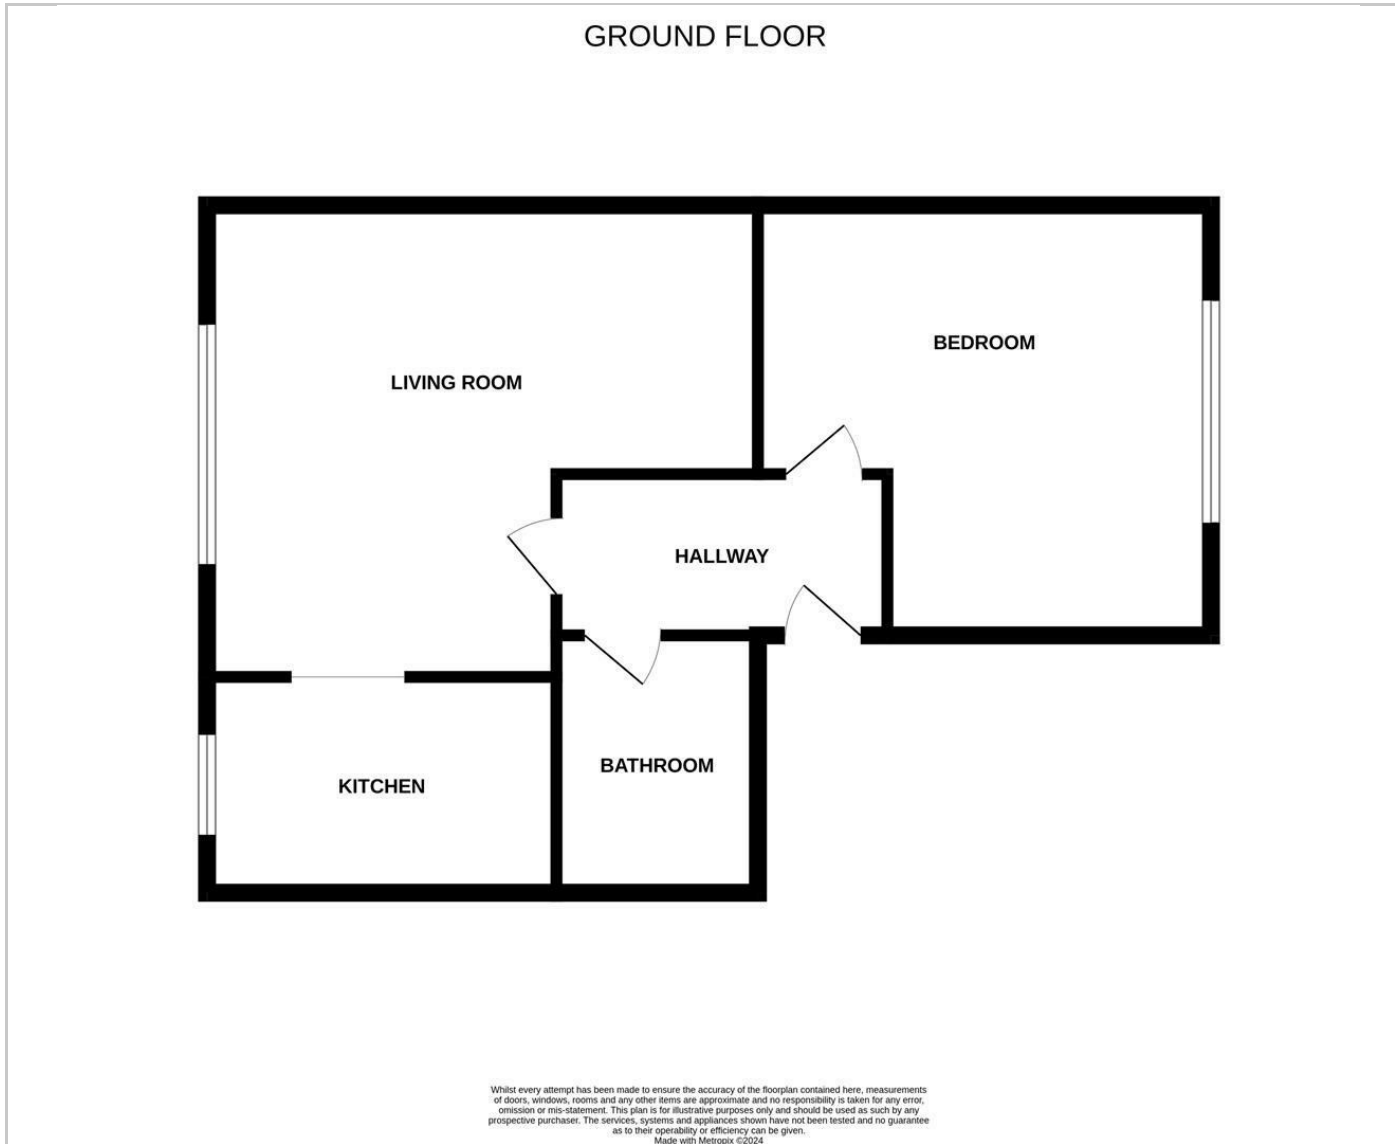 GROUND FLOOR
BEDROOM
LIVING ROOM
HALLWAY
BATHROOM
KITCHEN
Whilst every attempt has been made to ensure the accuracy of the floorplan contained here, measurements
of doors, windows, rooms and any other items are approximate and no responsibility is taken for any error,
omission or mis-statement. This plan is for illustrative purposes only and should be used as such by any
prospective purchaser. The services, systems and appliances shown have not been tested and no guarantee
as to their operability or efficiency can be given.
Made with Metropix ©2024